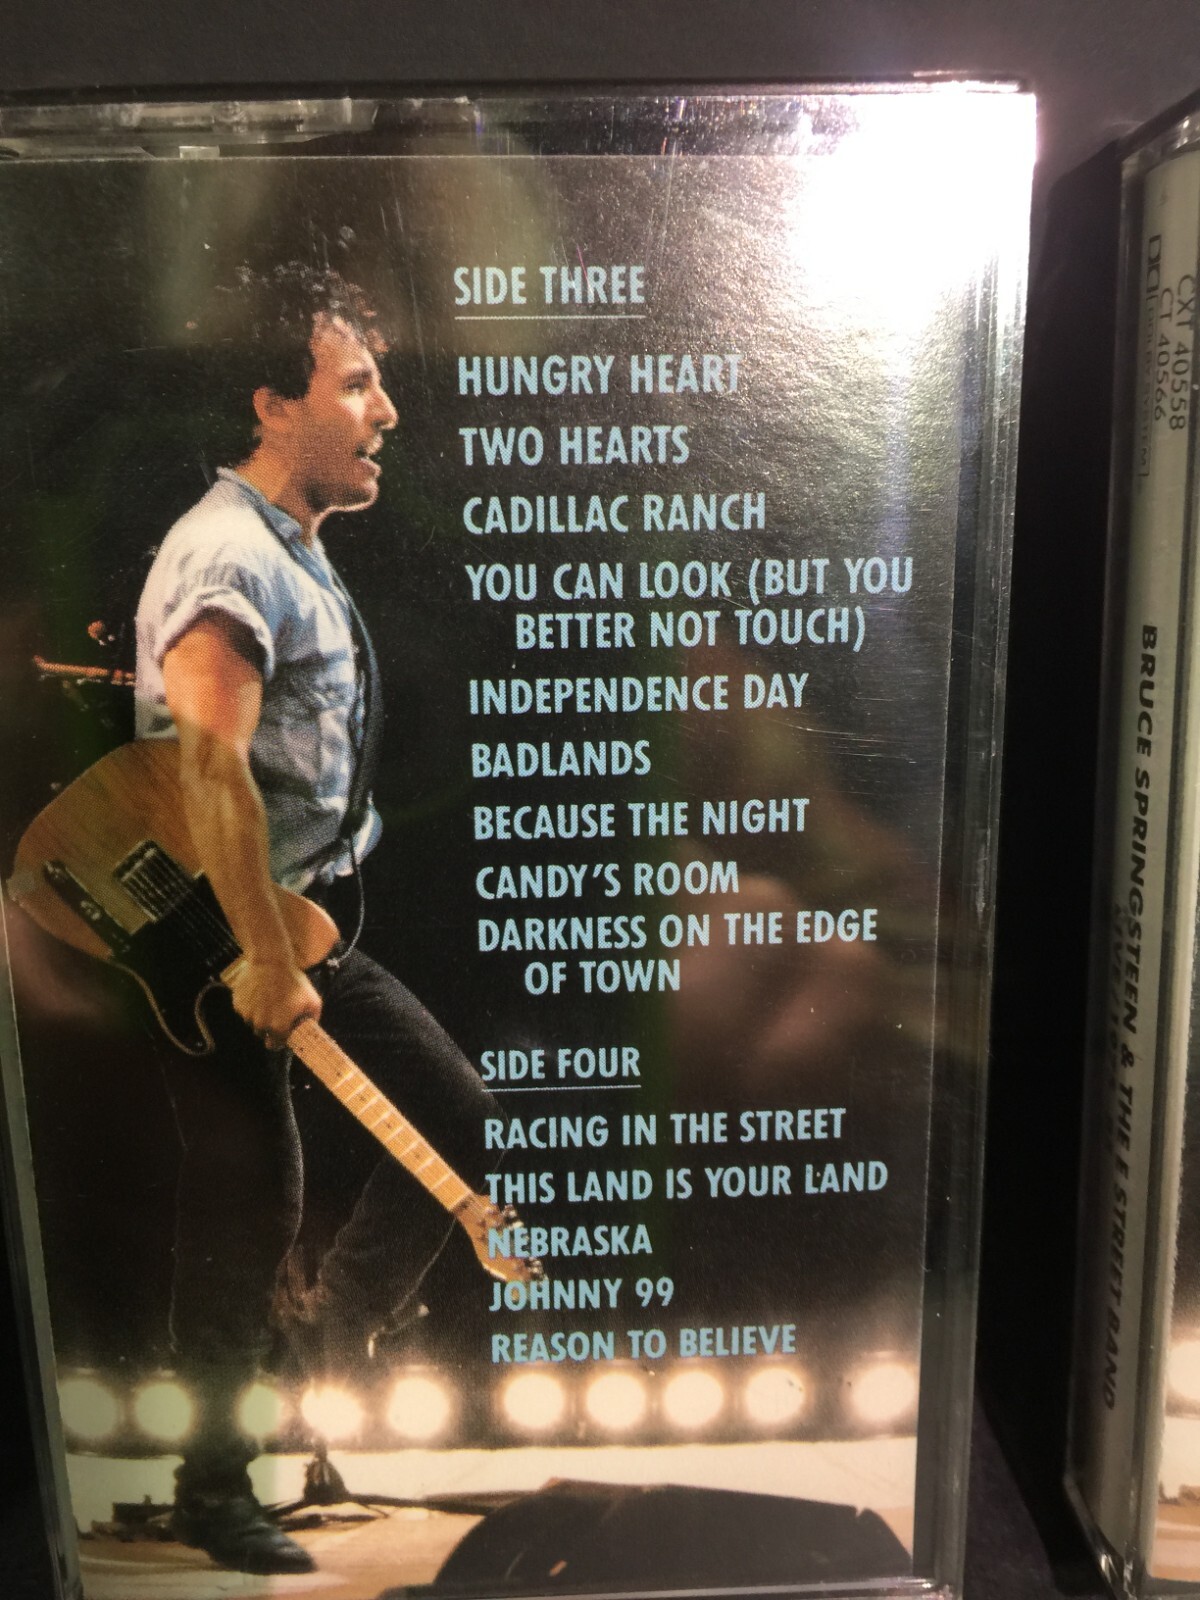 SIDE THREE
HUNGRY HEART
TWO HEARTS
CADILLAC RANCH
YOU CAN LOOK (BUT YOU
BETTER NOT TOUCH)
INDEPENDENCE DAY
BADLANDS
BECAUSE THE NIGHT
CANDY'S ROOM
DARKNESS ON THE EDGE
OF TOWN
SIDE FOUR
RACING IN THE STREET
THIS LAND IS YOUR LAND
NEBRASKA
JOHNNY 99
REASON TO BELIEVE
CXT 40558
CT 40566
BRUCE SPRINGSTEEN & THE E STREET BAND